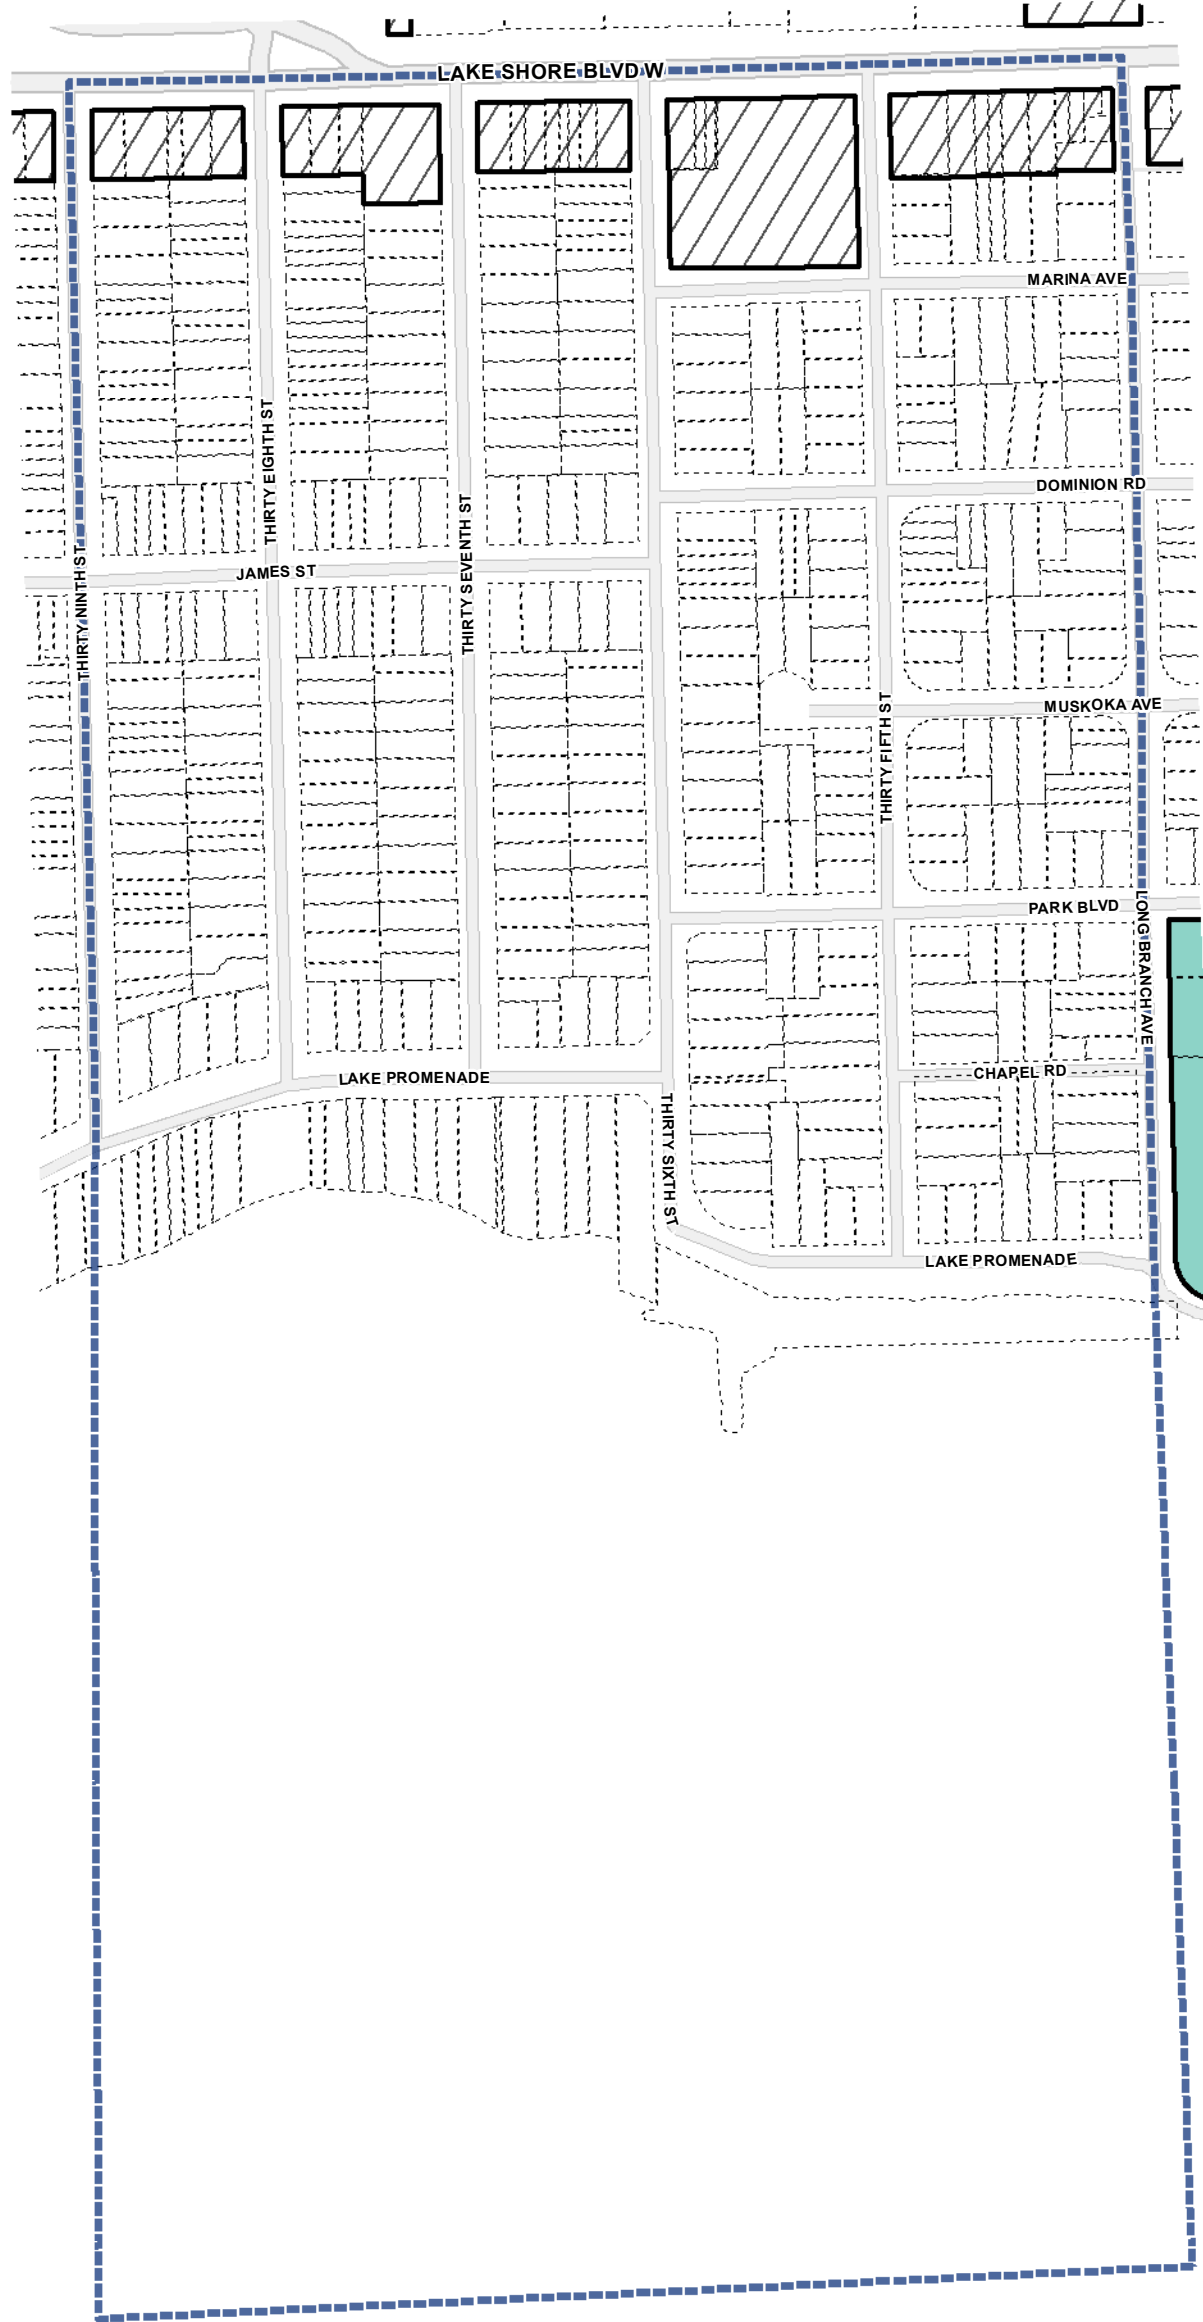 LAKE SHORE BLVD W
MARINA AVE
DOMINION RD
THIRTY EIGHTH ST
THIRTY SEVENTH ST
THIRTY NINTH ST
JAMES ST
THIRTY FIFTH ST
MUSKOKA AVE
LONG BRANCH AVE
PARK BLVD
CHAPEL RD
LAKE PROMENADE
THIRTY SIXTH ST
LAKE PROMENADE